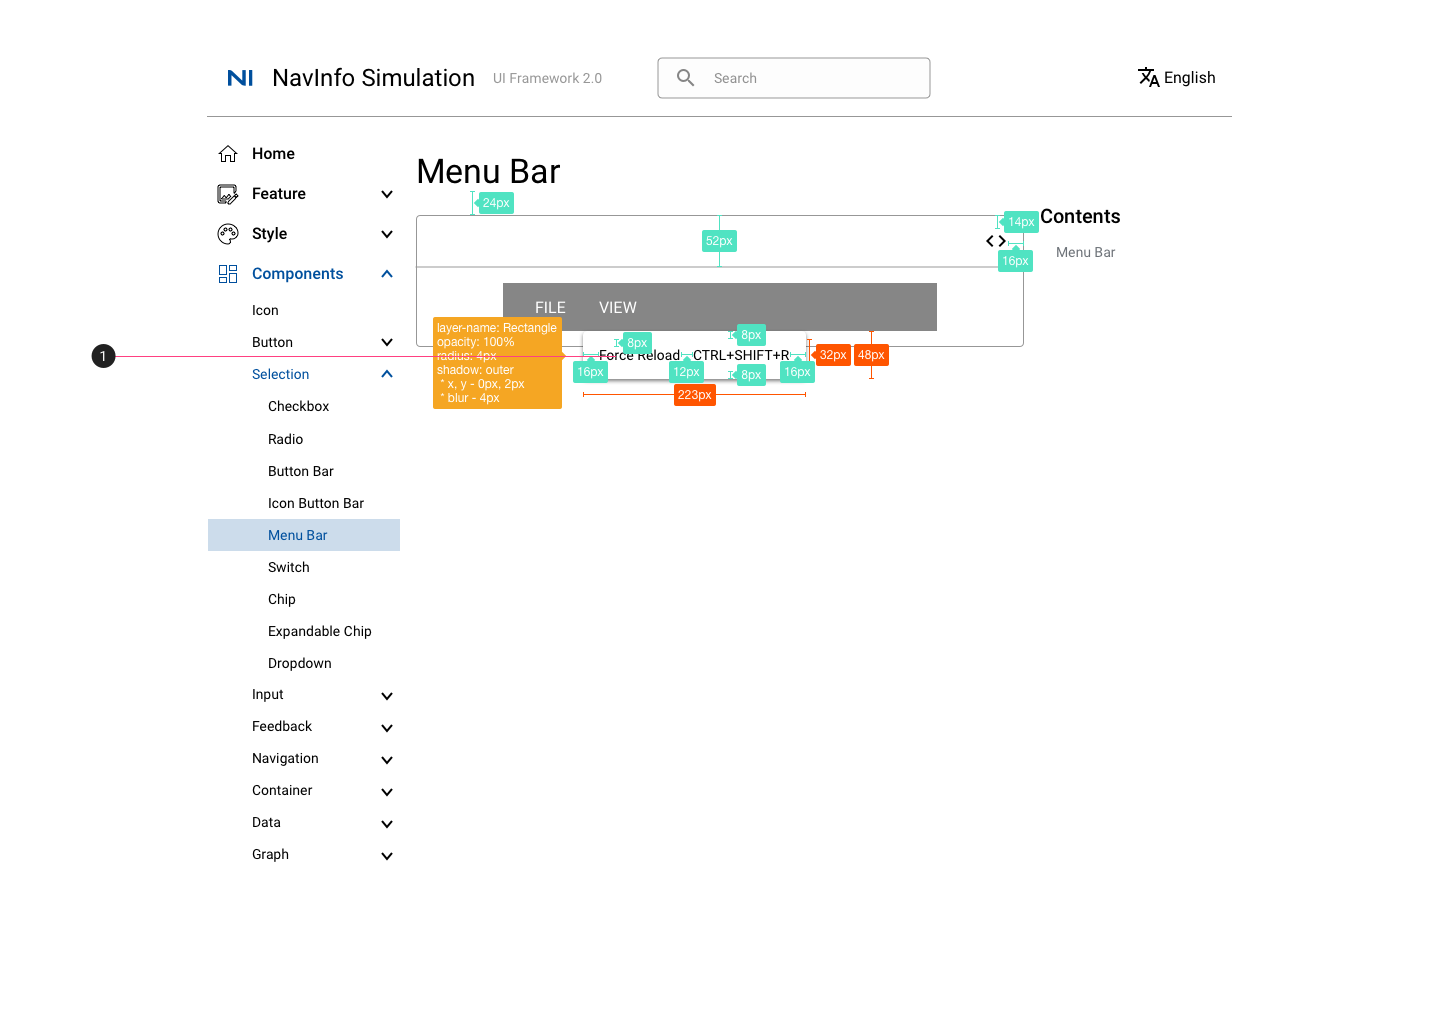 NI NavInfo Simulation UI Framework 2.0 Search English
Home
Feature
Style
Components
Icon
Button
Selection
Checkbox
Radio
Button Bar
Icon Button Bar
Menu Bar
Switch
Chip
Expandable Chip
Dropdown
Input
Feedback
Navigation
Container
Data
Graph
Menu Bar
24px
52px
14px
16px
FILE VIEW
layer-name: Rectangle
opacity: 100%
radius: 4px
shadow: outer
* x, y - 0px, 2px
* blur - 4px
1
8px
8px
Force Reload CTRL+SHIFT+R
32px 48px
16px 12px 8px 16px
223px
Contents
Menu Bar